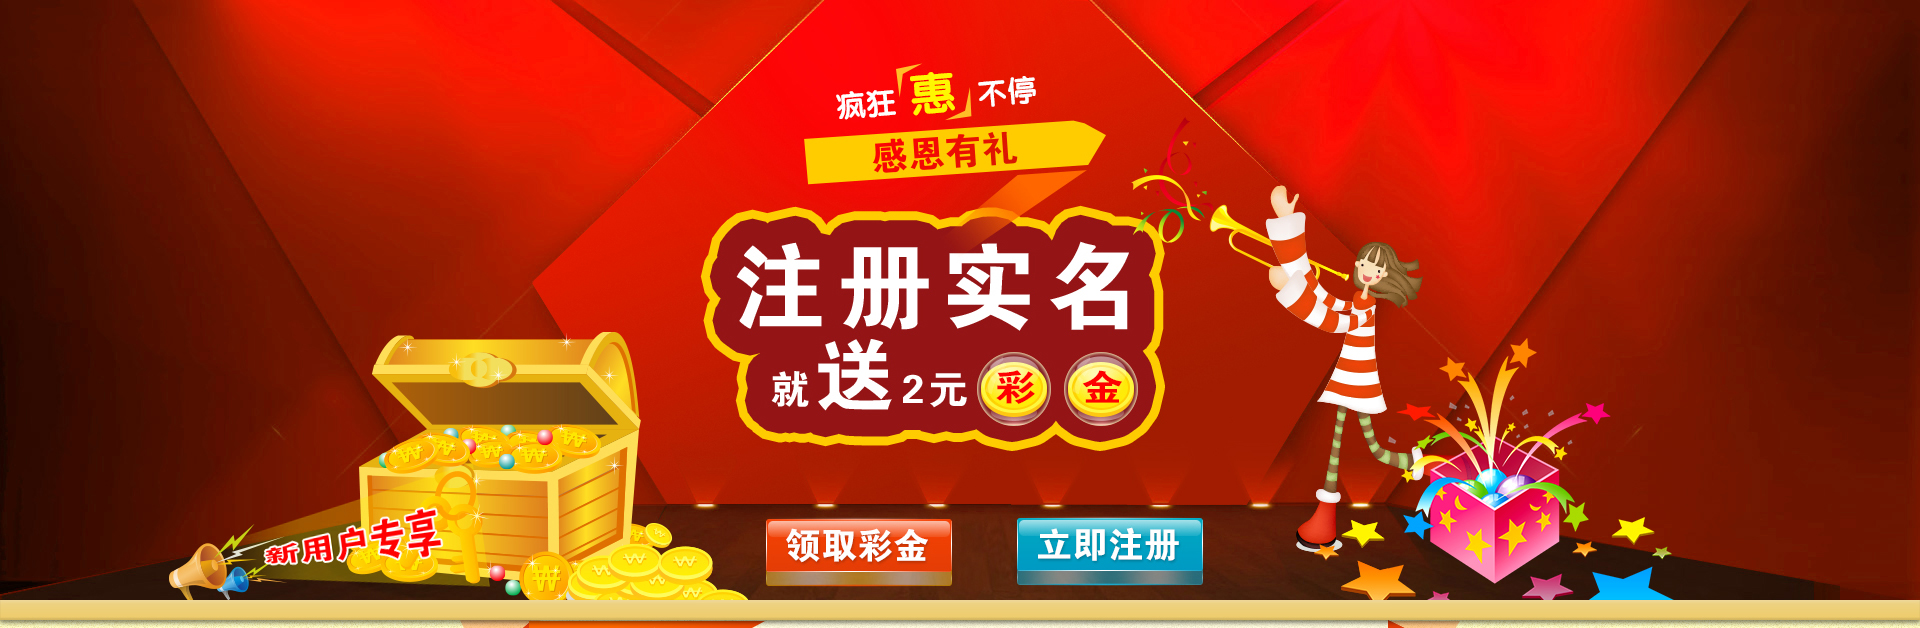 疯狂「惠」不停
感恩有礼
注册实名
就送2元彩金
新用户专享
领取彩金
立即注册